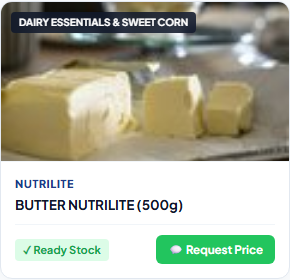 DAIRY ESSENTIALS & SWEET CORN
NUTRILITE
BUTTER NUTRILITE (500g)
✓ Ready Stock
Request Price